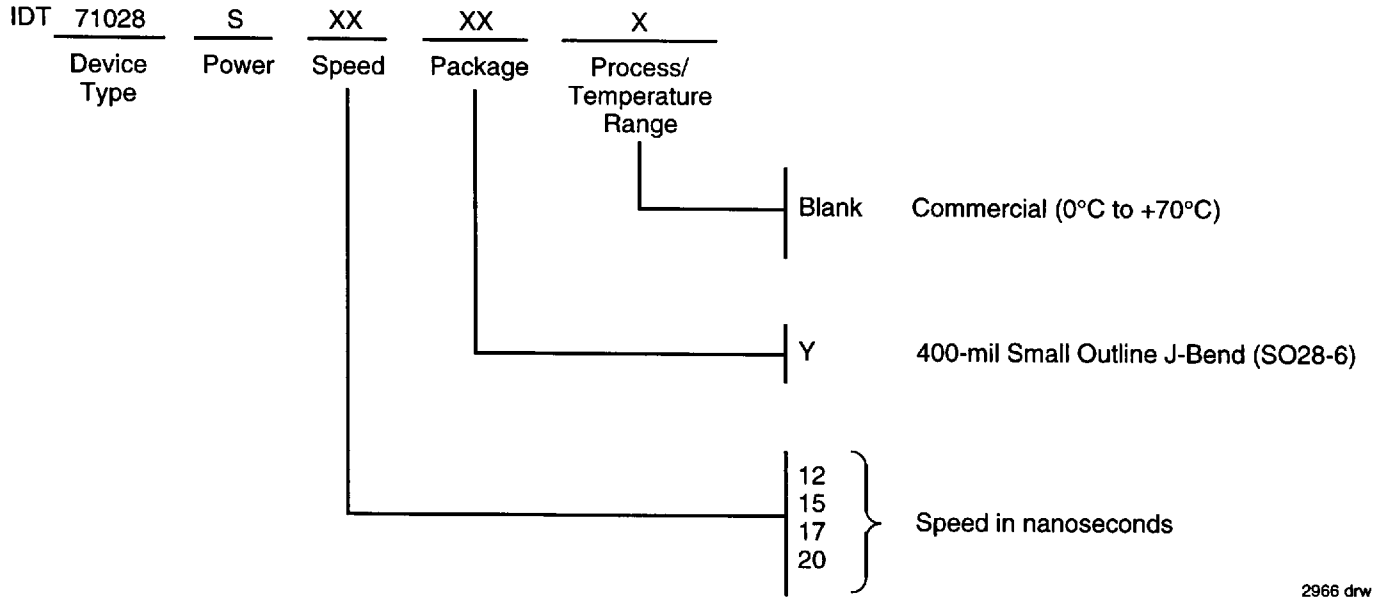 IDT 71028 S XX XX X
Device Type Power Speed Package Process/ Temperature Range
Blank Commercial (0°C to +70°C)
Y 400-mil Small Outline J-Bend (SO28-6)
12
15
17
20
Speed in nanoseconds
2966 drw